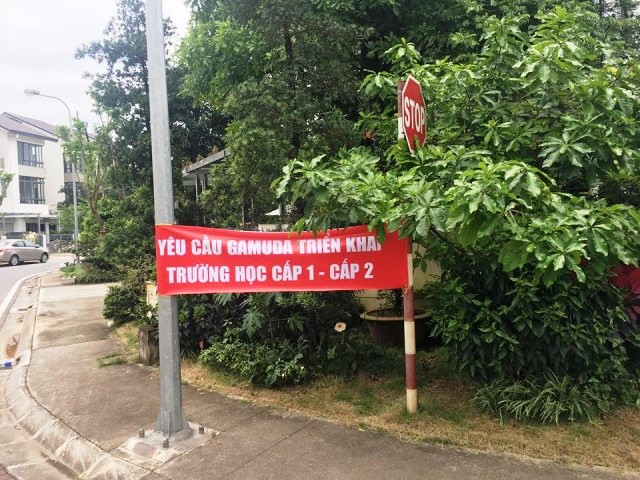 STOP
YÊU CẦU GAMUDA TRIỂN KHAI
TRƯỜNG HỌC CẤP 1 - CẤP 2